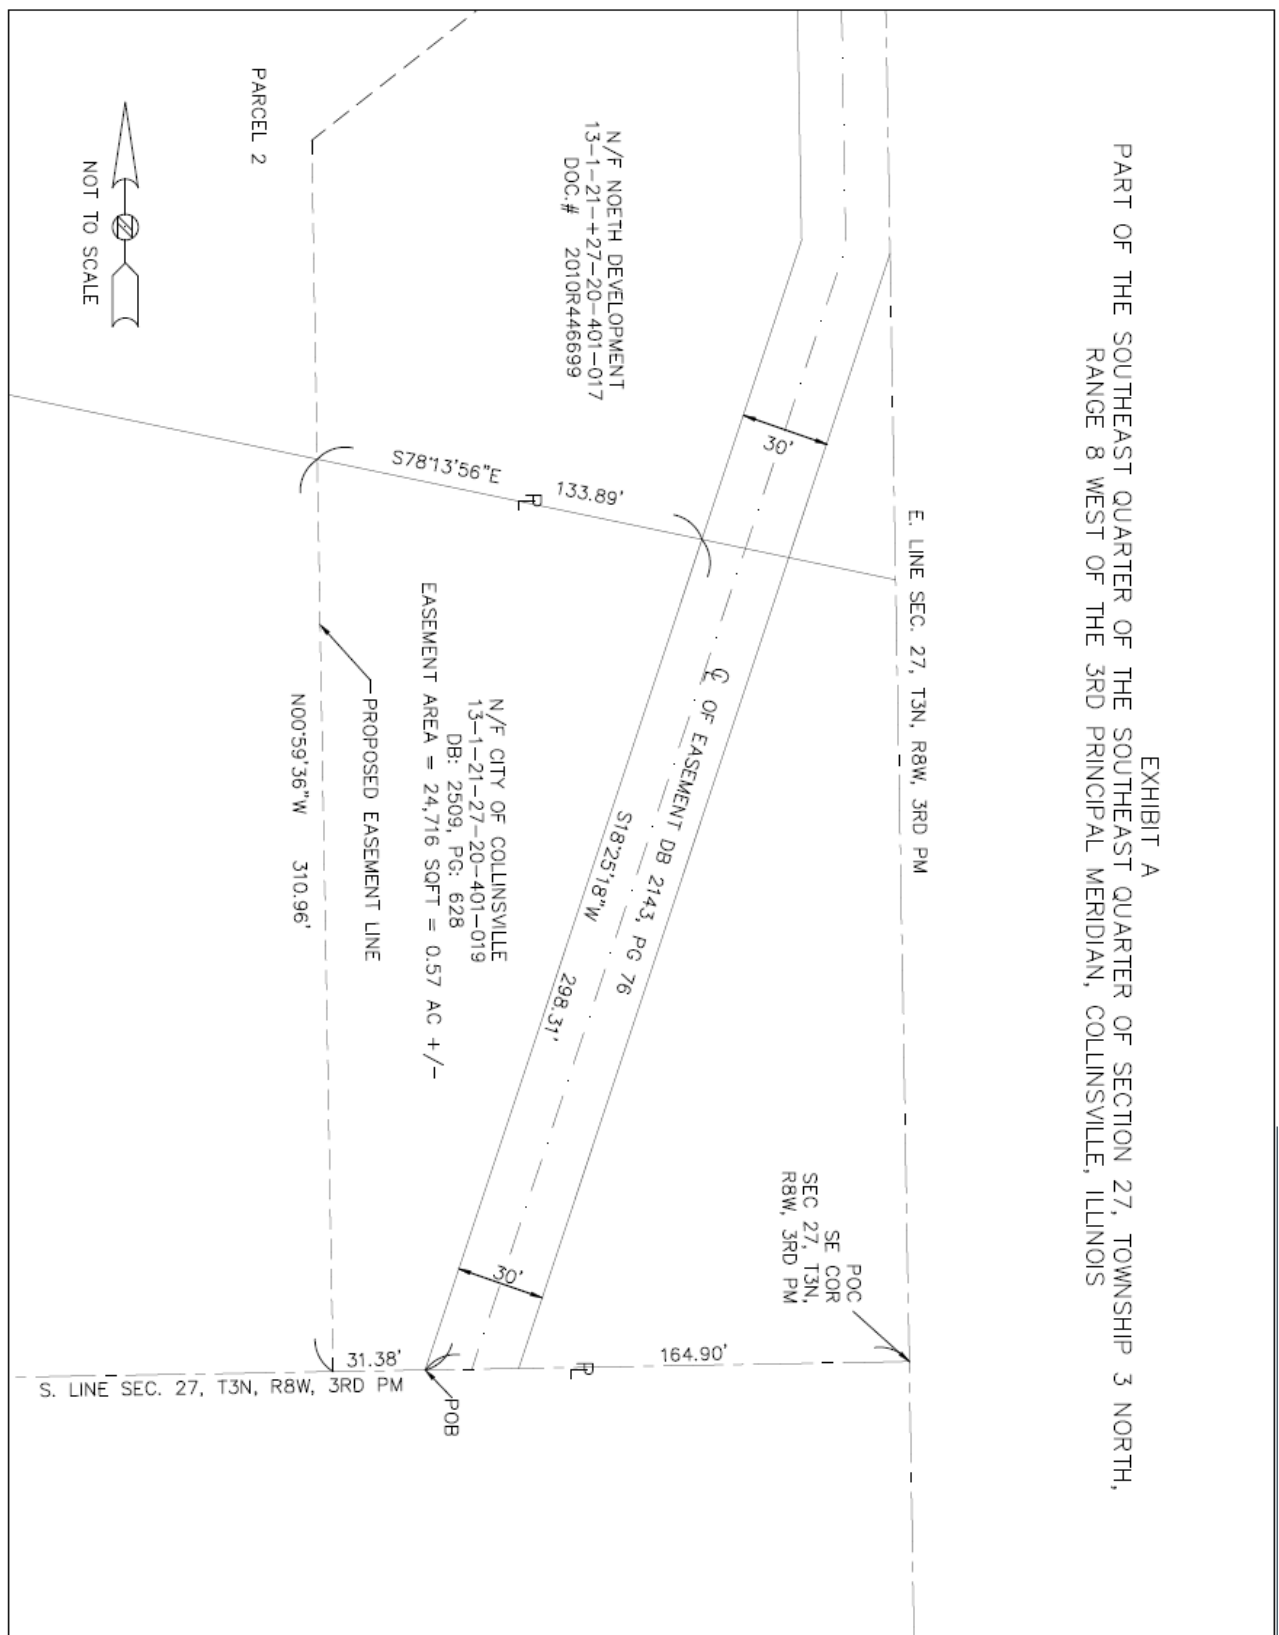 EXHIBIT A
PART OF THE SOUTHEAST QUARTER OF THE SOUTHEAST QUARTER OF SECTION 27, TOWNSHIP 3 NORTH,
RANGE 8 WEST OF THE 3RD PRINCIPAL MERIDIAN, COLLINSVILLE, ILLINOIS
E. LINE SEC. 27, T3N, R8W, 3RD PM
POC
SE COR
SEC 27, T3N,
R8W, 3RD PM
30'
℄ OF EASEMENT DB 2143, PG 76
S18°25'18"W 298.31'
30'
164.90'
N/F NOETH DEVELOPMENT
13-1-21-+27-20-401-017
DOC.# 2010R446699
S78°13'56"E
133.89'
PL
N/F CITY OF COLLINSVILLE
13-1-21-27-20-401-019
DB: 2509, PG: 628
EASEMENT AREA = 24,716 SQFT = 0.57 AC +/-
PROPOSED EASEMENT LINE
N00°59'36"W 310.96'
PL
POB
31.38'
S. LINE SEC. 27, T3N, R8W, 3RD PM
PARCEL 2
NOT TO SCALE